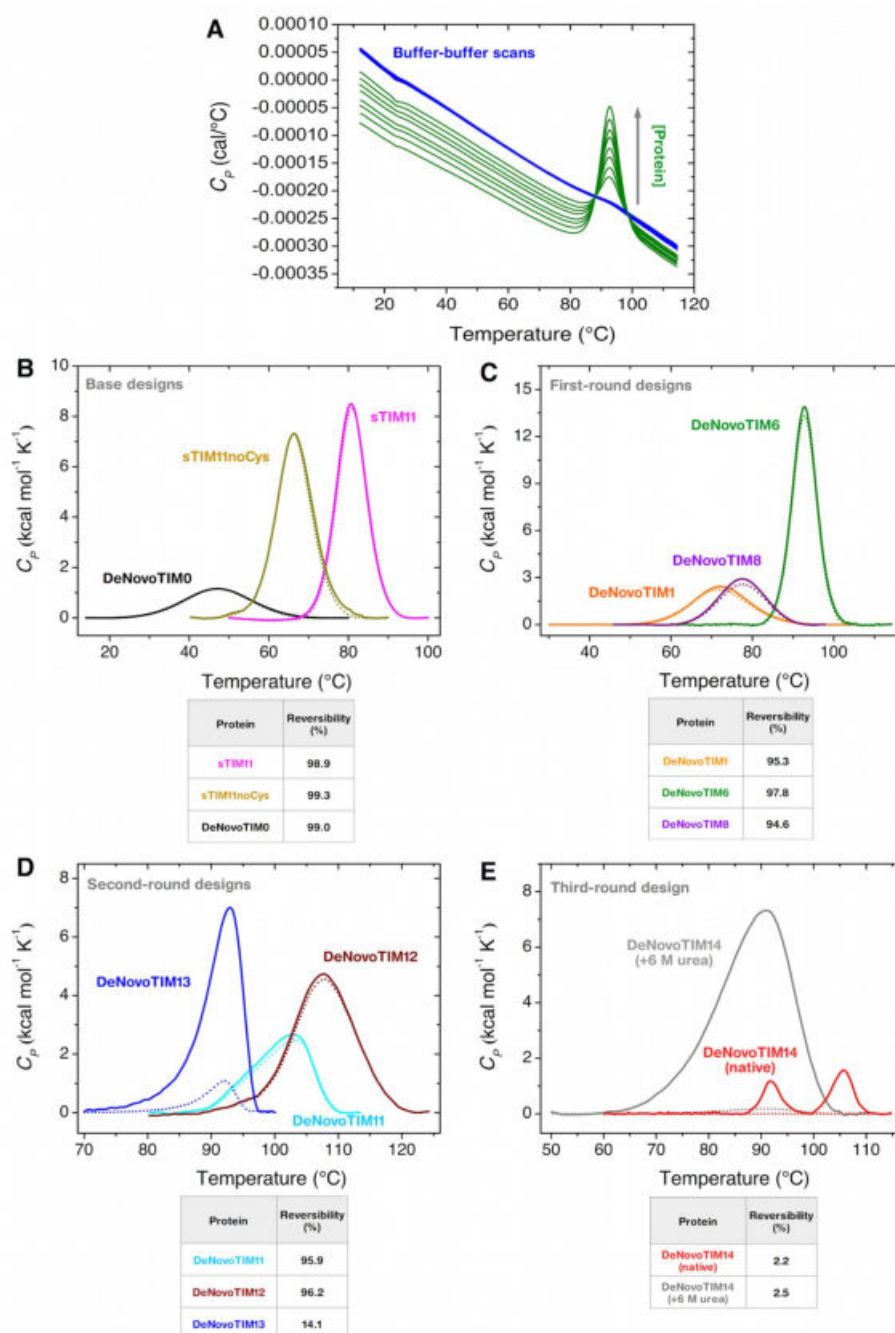 A
0.00010
0.00005
0.00000
-0.00005
-0.00010
-0.00015
-0.00020
-0.00025
-0.00030
-0.00035
Cp (cal/°C)
Buffer-buffer scans
[Protein]
20 40 60 80 100 120
Temperature (°C)
B
10
8
6
4
2
0
Cp (kcal mol⁻¹ K⁻¹)
Base designs
sTIM11
sTIM11noCys
DeNovoTIM0
20 40 60 80 100
Temperature (°C)
Protein Reversibility (%)
sTIM11 98.9
sTIM11noCys 99.3
DeNovoTIM0 99.0
C
15
12
9
6
3
0
Cp (kcal mol⁻¹ K⁻¹)
First-round designs
DeNovoTIM6
DeNovoTIM8
DeNovoTIM1
40 60 80 100
Temperature (°C)
Protein Reversibility (%)
DeNovoTIM1 95.3
DeNovoTIM6 97.8
DeNovoTIM8 94.6
D
8
6
4
2
0
Cp (kcal mol⁻¹ K⁻¹)
Second-round designs
DeNovoTIM12
DeNovoTIM13
DeNovoTIM11
70 80 90 100 110 120
Temperature (°C)
Protein Reversibility (%)
DeNovoTIM11 95.9
DeNovoTIM12 96.2
DeNovoTIM13 14.1
E
8
6
4
2
0
Cp (kcal mol⁻¹ K⁻¹)
Third-round design
DeNovoTIM14
(+6 M urea)
DeNovoTIM14
(native)
50 60 70 80 90 100 110
Temperature (°C)
Protein Reversibility (%)
DeNovoTIM14 (native) 2.2
DeNovoTIM14 (+6 M urea) 2.5